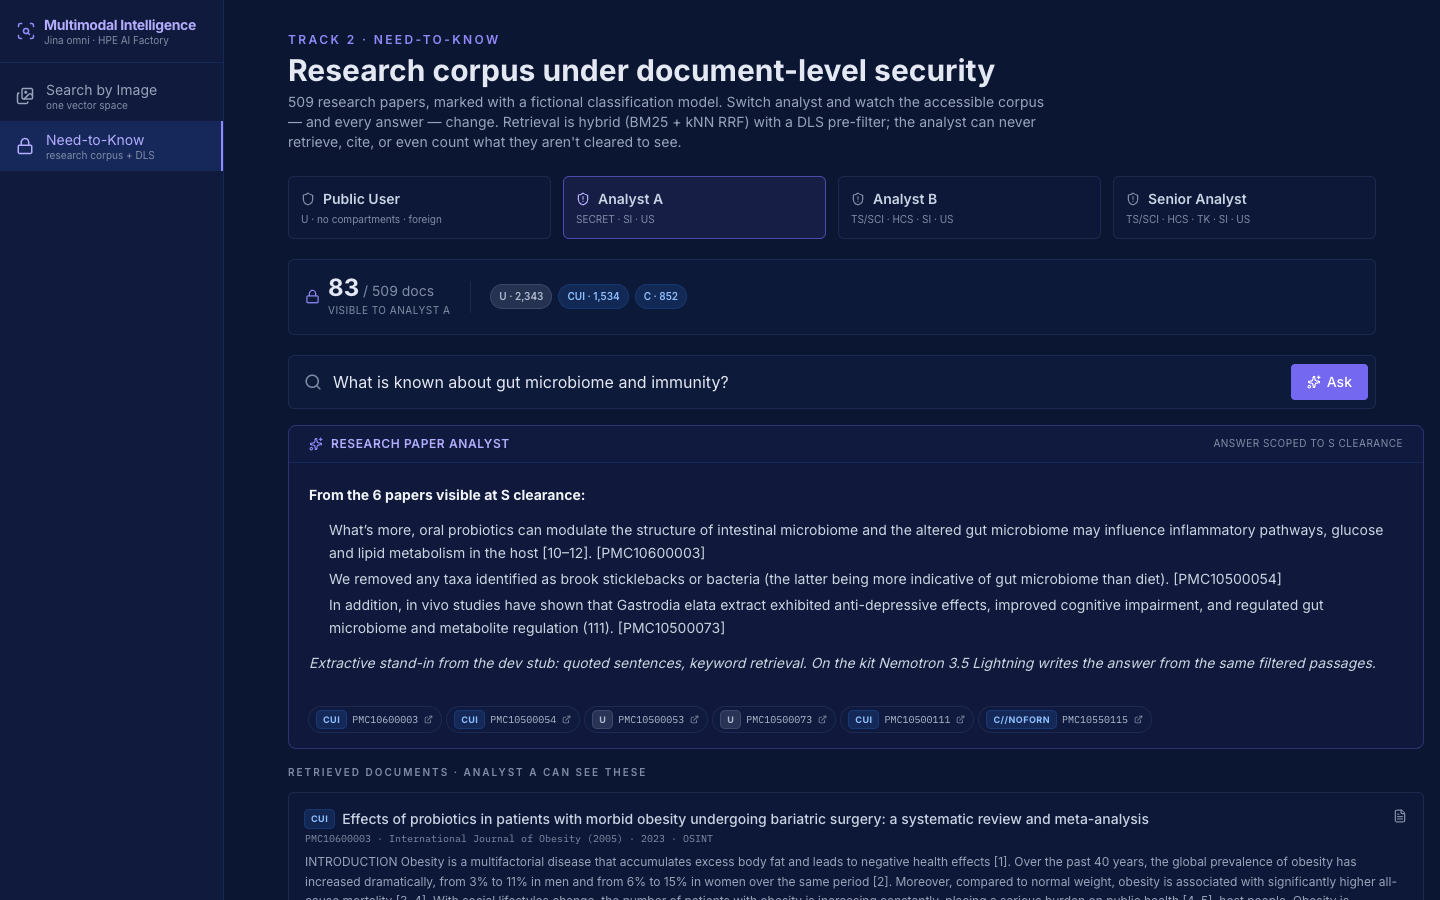 Multimodal Intelligence
Jina omni · HPE AI Factory
Search by Image
one vector space
Need-to-Know
research corpus + DLS
TRACK 2 · NEED-TO-KNOW
Research corpus under document-level security
509 research papers, marked with a fictional classification model. Switch analyst and watch the accessible corpus
— and every answer — change. Retrieval is hybrid (BM25 + kNN RRF) with a DLS pre-filter; the analyst can never
retrieve, cite, or even count what they aren't cleared to see.
Public User
U · no compartments · foreign
Analyst A
SECRET · SI · US
Analyst B
TS/SCI · HCS · SI · US
Senior Analyst
TS/SCI · HCS · TK · SI · US
83 / 509 docs
VISIBLE TO ANALYST A
U · 2,343
CUI · 1,534
C · 852
What is known about gut microbiome and immunity?
Ask
RESEARCH PAPER ANALYST
ANSWER SCOPED TO S CLEARANCE
From the 6 papers visible at S clearance:
What's more, oral probiotics can modulate the structure of intestinal microbiome and the altered gut microbiome may influence inflammatory pathways, glucose
and lipid metabolism in the host [10–12]. [PMC10600003]
We removed any taxa identified as brook sticklebacks or bacteria (the latter being more indicative of gut microbiome than diet). [PMC10500054]
In addition, in vivo studies have shown that Gastrodia elata extract exhibited anti-depressive effects, improved cognitive impairment, and regulated gut
microbiome and metabolite regulation (111). [PMC10500073]
Extractive stand-in from the dev stub: quoted sentences, keyword retrieval. On the kit Nemotron 3.5 Lightning writes the answer from the same filtered passages.
CUI PMC10600003
CUI PMC10500054
U PMC10500053
U PMC10500073
CUI PMC10500111
C//NOFORN PMC10550115
RETRIEVED DOCUMENTS · ANALYST A CAN SEE THESE
CUI Effects of probiotics in patients with morbid obesity undergoing bariatric surgery: a systematic review and meta-analysis
PMC10600003 · International Journal of Obesity (2005) · 2023 · OSINT
INTRODUCTION Obesity is a multifactorial disease that accumulates excess body fat and leads to negative health effects [1]. Over the past 40 years, the global prevalence of obesity has
increased dramatically, from 3% to 11% in men and from 6% to 15% in women over the same period [2]. Moreover, compared to normal weight, obesity is associated with significantly higher all-